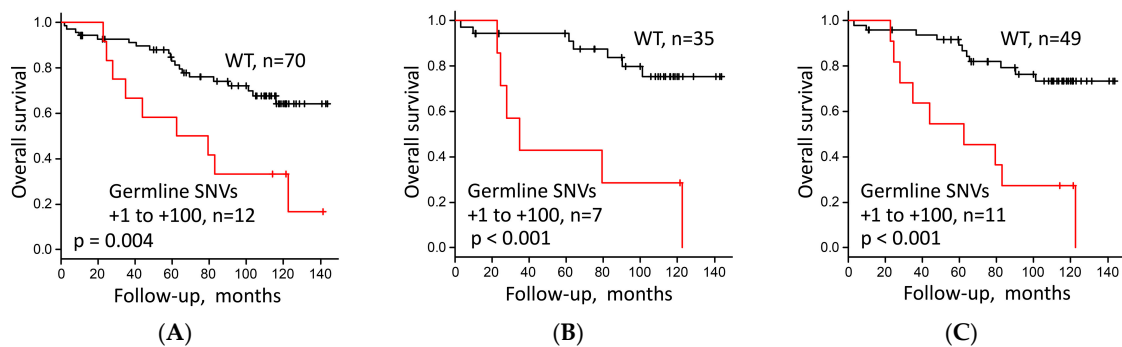 1.0
0.8
0.6
0.4
0.2
0.0
Overall survival
WT, n=70
Germline SNVs
+1 to +100, n=12
p = 0.004
0 20 40 60 80 100 120 140
Follow-up, months
(A)
1.0
0.8
0.6
0.4
0.2
0.0
Overall survival
WT, n=35
Germline SNVs
+1 to +100, n=7
p < 0.001
0 20 40 60 80 100 120 140
Follow-up, months
(B)
1.0
0.8
0.6
0.4
0.2
0.0
Overall survival
WT, n=49
Germline SNVs
+1 to +100, n=11
p < 0.001
0 20 40 60 80 100 120 140
Follow-up, months
(C)